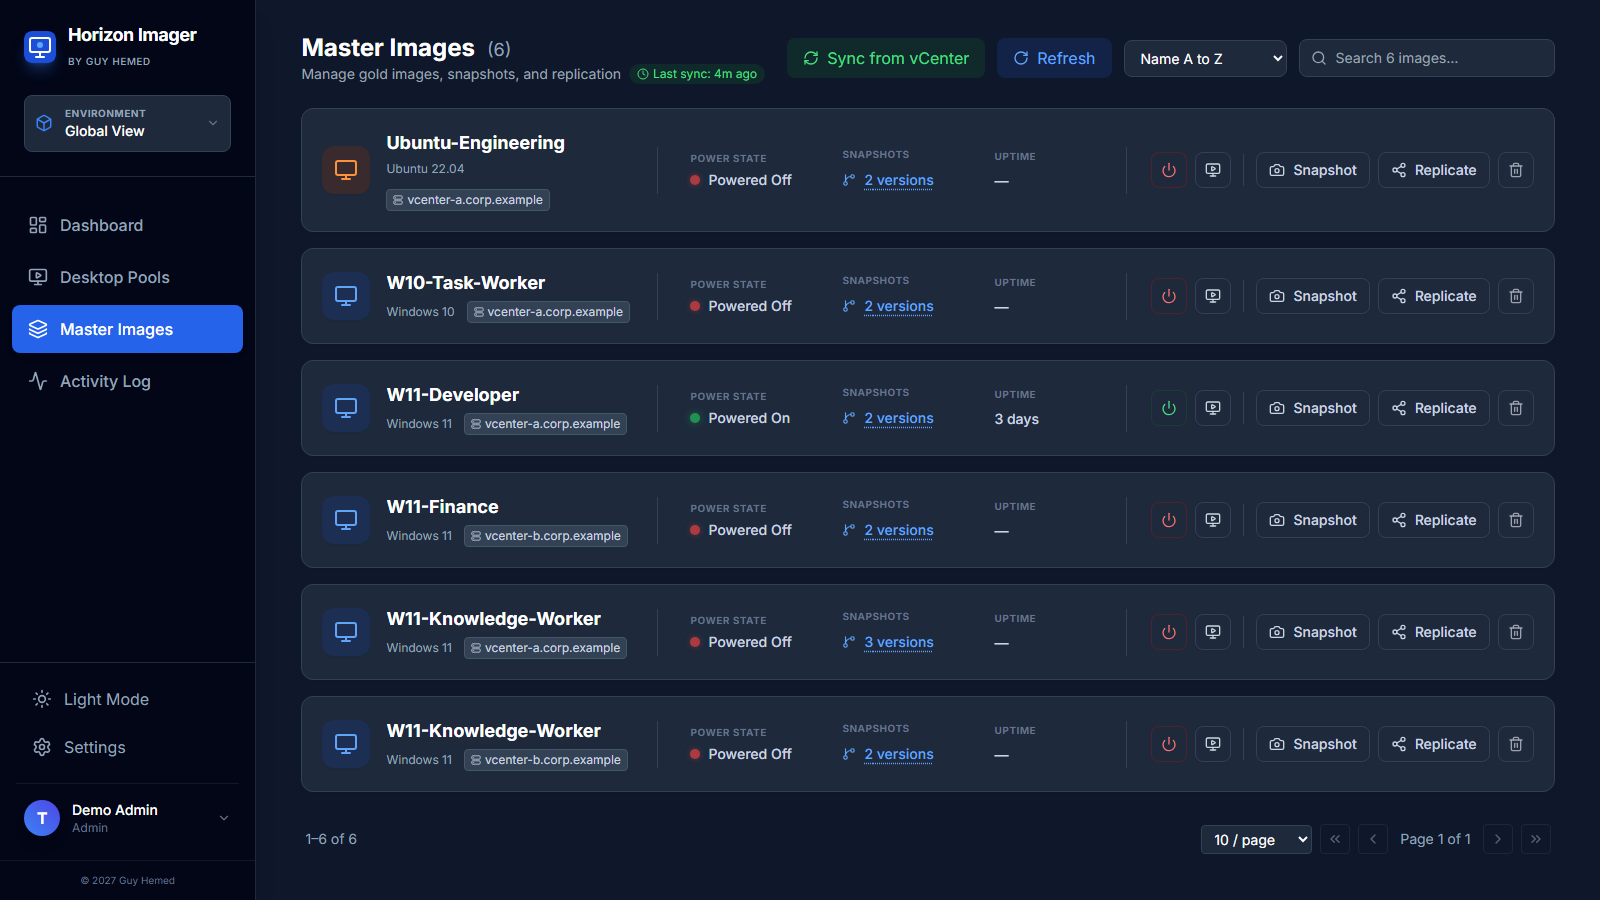 Horizon Imager
BY GUY HEMED
ENVIRONMENT
Global View
Dashboard
Desktop Pools
Master Images
Activity Log
Light Mode
Settings
T
Demo Admin
Admin
© 2027 Guy Hemed
Master Images (6)
Manage gold images, snapshots, and replication
Last sync: 4m ago
Sync from vCenter
Refresh
Name A to Z
Search 6 images...
Ubuntu-Engineering
Ubuntu 22.04
vcenter-a.corp.example
POWER STATE
Powered Off
SNAPSHOTS
2 versions
UPTIME
—
Snapshot
Replicate
W10-Task-Worker
Windows 10
vcenter-a.corp.example
POWER STATE
Powered Off
SNAPSHOTS
2 versions
UPTIME
—
Snapshot
Replicate
W11-Developer
Windows 11
vcenter-a.corp.example
POWER STATE
Powered On
SNAPSHOTS
2 versions
UPTIME
3 days
Snapshot
Replicate
W11-Finance
Windows 11
vcenter-b.corp.example
POWER STATE
Powered Off
SNAPSHOTS
2 versions
UPTIME
—
Snapshot
Replicate
W11-Knowledge-Worker
Windows 11
vcenter-a.corp.example
POWER STATE
Powered Off
SNAPSHOTS
3 versions
UPTIME
—
Snapshot
Replicate
W11-Knowledge-Worker
Windows 11
vcenter-b.corp.example
POWER STATE
Powered Off
SNAPSHOTS
2 versions
UPTIME
—
Snapshot
Replicate
1–6 of 6
10 / page
Page 1 of 1